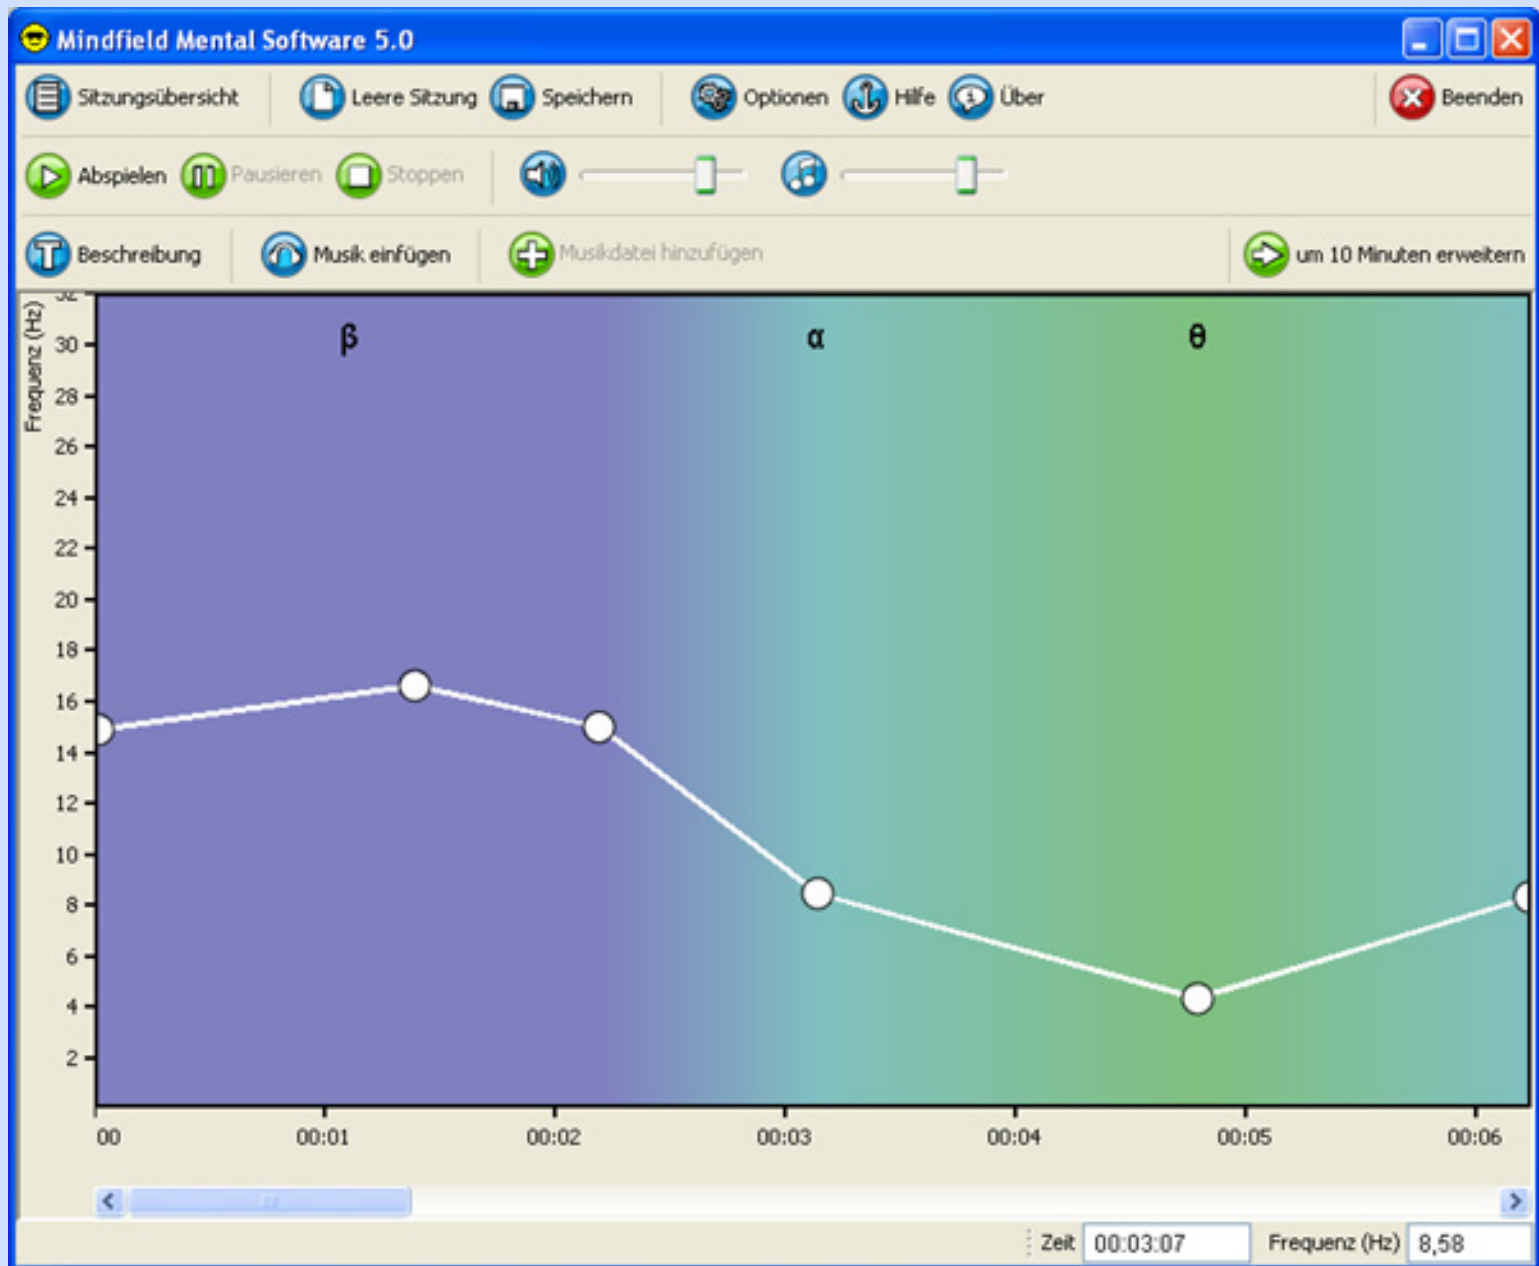 Mindfield Mental Software 5.0
Sitzungsübersicht Leere Sitzung Speichern Optionen Hilfe Über Beenden
Abspielen Pausieren Stoppen
Beschreibung Musik einfügen Musikdatei hinzufügen um 10 Minuten erweitern
Frequenz (Hz)
β α θ
32
30
28
26
24
22
20
18
16
14
12
10
8
6
4
2
00 00:01 00:02 00:03 00:04 00:05 00:06
Zeit 00:03:07 Frequenz (Hz) 8,58